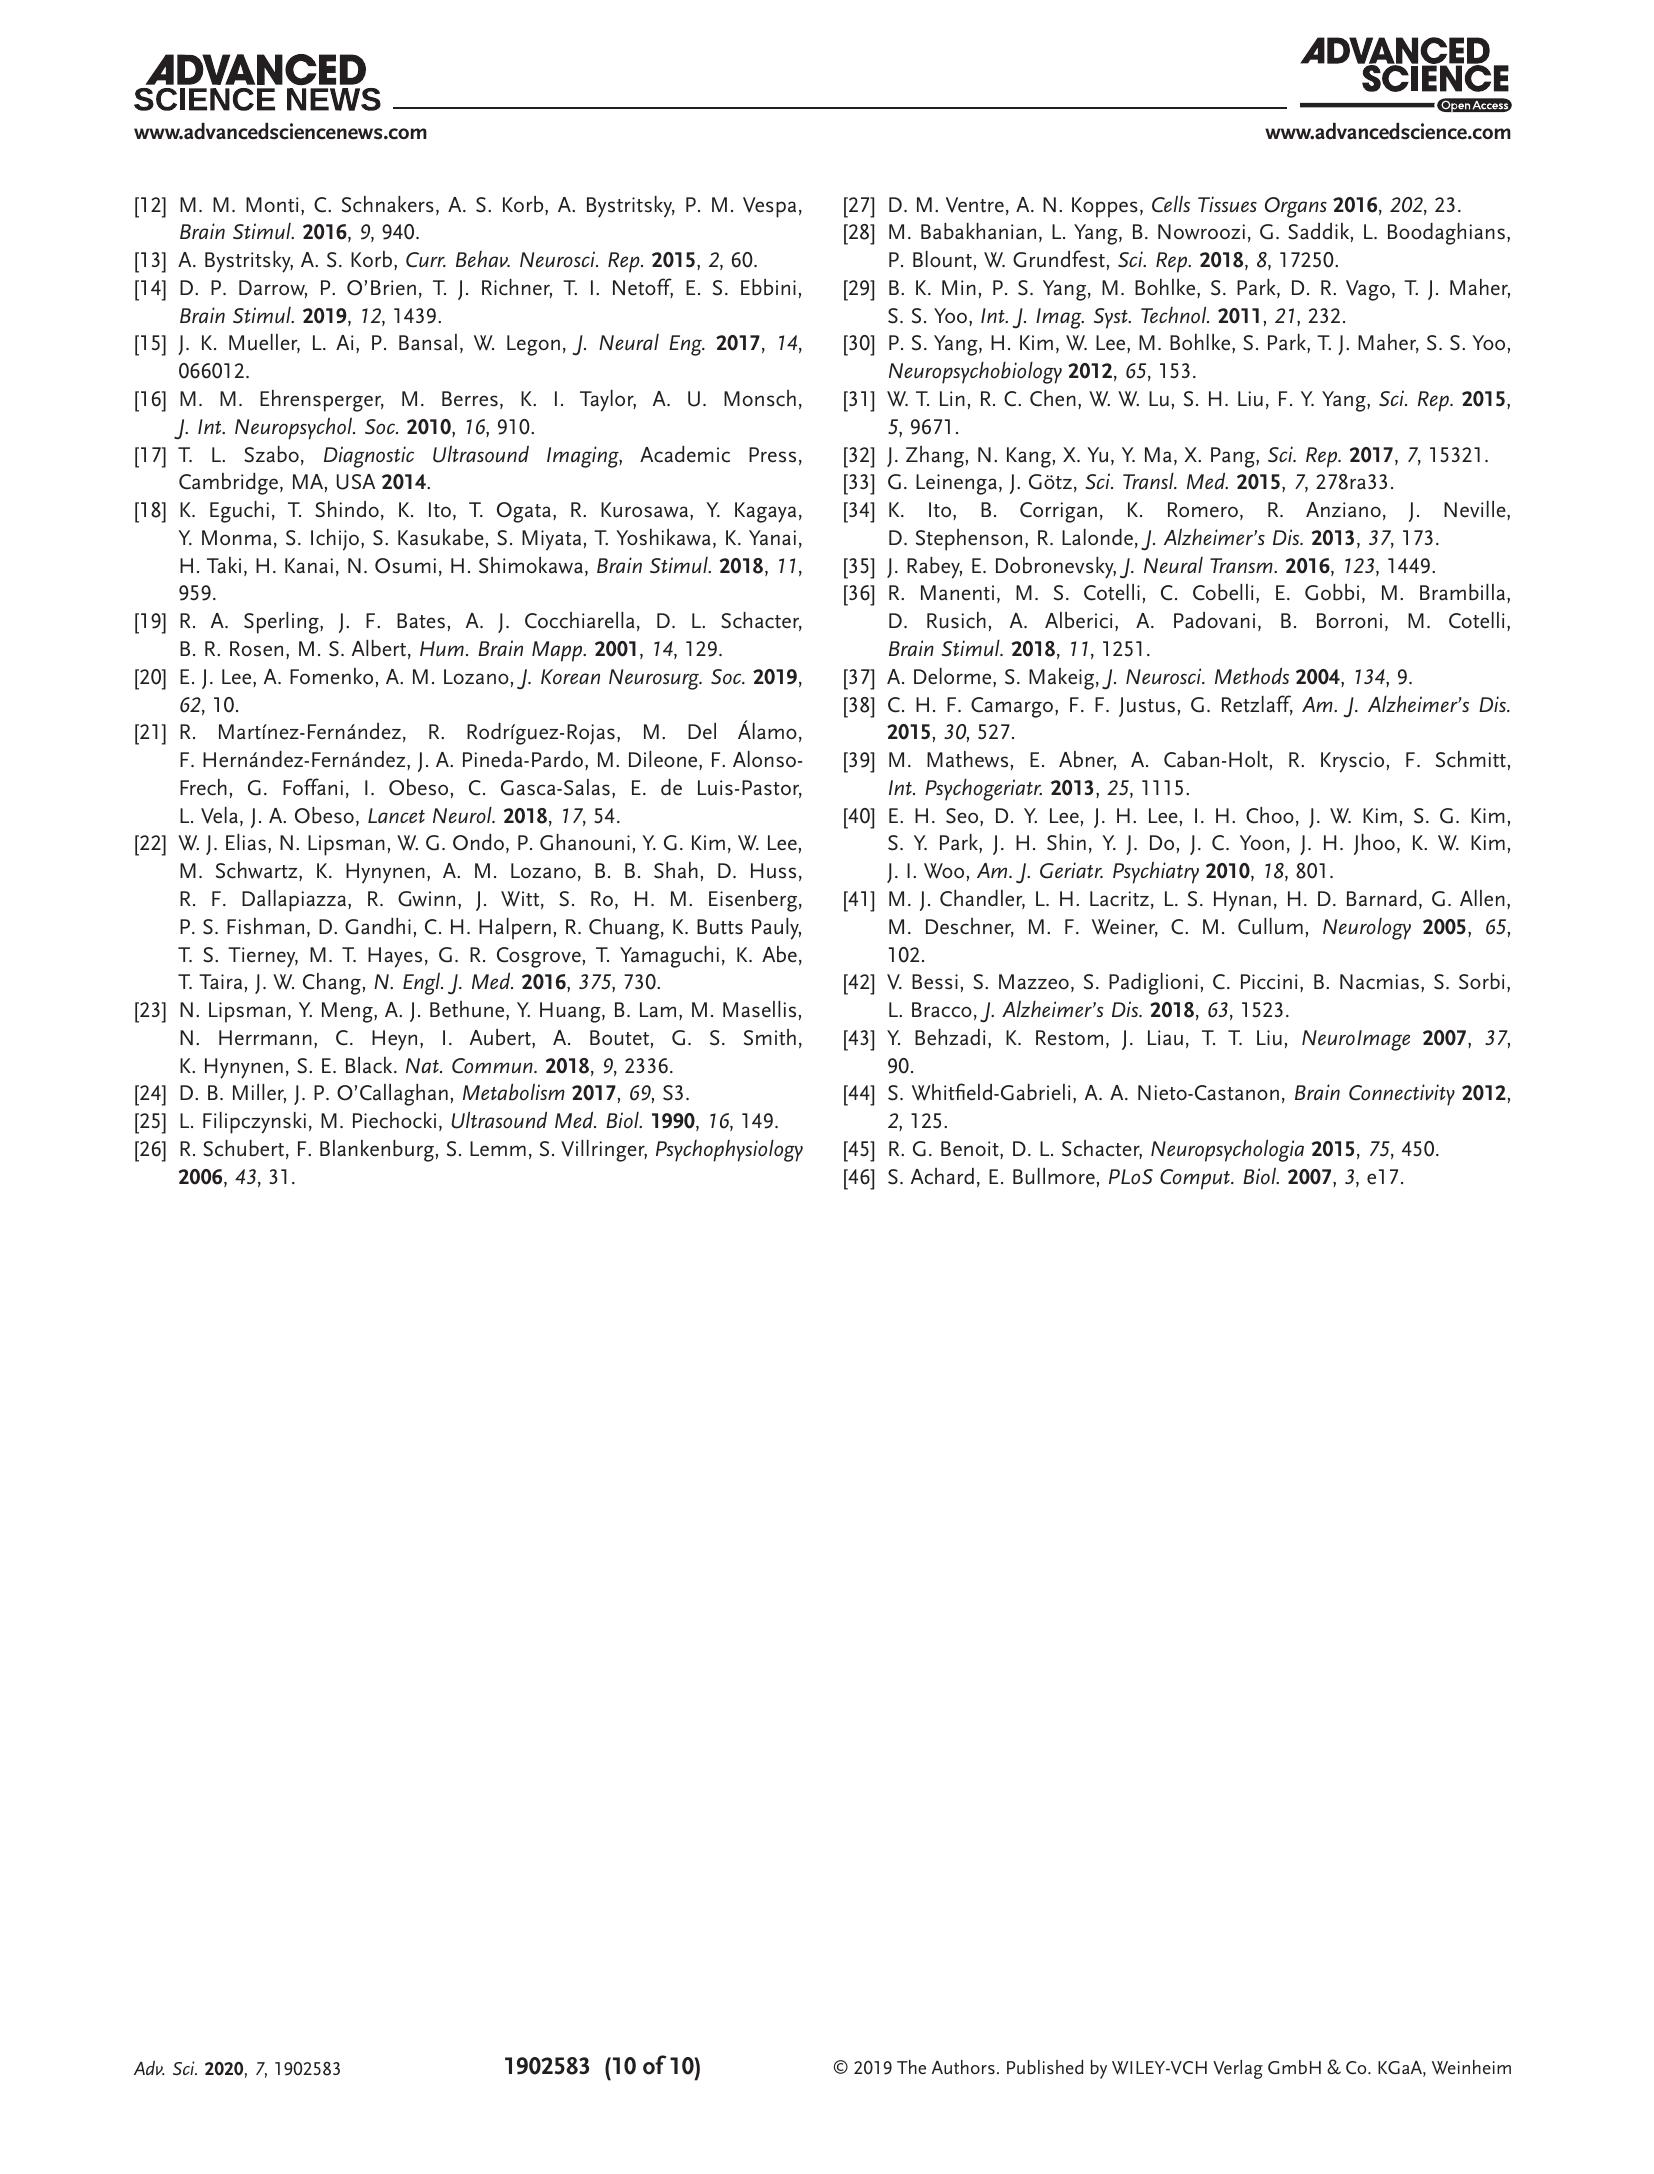 ADVANCED
SCIENCE NEWS
www.advancedsciencenews.com
ADVANCED
SCIENCE
Open Access
www.advancedscience.com
[12] M. M. Monti, C. Schnakers, A. S. Korb, A. Bystritsky, P. M. Vespa,
Brain Stimul. 2016, 9, 940.
[13] A. Bystritsky, A. S. Korb, Curr. Behav. Neurosci. Rep. 2015, 2, 60.
[14] D. P. Darrow, P. O’Brien, T. J. Richner, T. I. Netoff, E. S. Ebbini,
Brain Stimul. 2019, 12, 1439.
[15] J. K. Mueller, L. Ai, P. Bansal, W. Legon, J. Neural Eng. 2017, 14,
066012.
[16] M. M. Ehrensperger, M. Berres, K. I. Taylor, A. U. Monsch,
J. Int. Neuropsychol. Soc. 2010, 16, 910.
[17] T. L. Szabo, Diagnostic Ultrasound Imaging, Academic Press,
Cambridge, MA, USA 2014.
[18] K. Eguchi, T. Shindo, K. Ito, T. Ogata, R. Kurosawa, Y. Kagaya,
Y. Monma, S. Ichijo, S. Kasukabe, S. Miyata, T. Yoshikawa, K. Yanai,
H. Taki, H. Kanai, N. Osumi, H. Shimokawa, Brain Stimul. 2018, 11,
959.
[19] R. A. Sperling, J. F. Bates, A. J. Cocchiarella, D. L. Schacter,
B. R. Rosen, M. S. Albert, Hum. Brain Mapp. 2001, 14, 129.
[20] E. J. Lee, A. Fomenko, A. M. Lozano, J. Korean Neurosurg. Soc. 2019,
62, 10.
[21] R. Martínez-Fernández, R. Rodríguez-Rojas, M. Del Álamo,
F. Hernández-Fernández, J. A. Pineda-Pardo, M. Dileone, F. Alonso-
Frech, G. Foffani, I. Obeso, C. Gasca-Salas, E. de Luis-Pastor,
L. Vela, J. A. Obeso, Lancet Neurol. 2018, 17, 54.
[22] W. J. Elias, N. Lipsman, W. G. Ondo, P. Ghanouni, Y. G. Kim, W. Lee,
M. Schwartz, K. Hynynen, A. M. Lozano, B. B. Shah, D. Huss,
R. F. Dallapiazza, R. Gwinn, J. Witt, S. Ro, H. M. Eisenberg,
P. S. Fishman, D. Gandhi, C. H. Halpern, R. Chuang, K. Butts Pauly,
T. S. Tierney, M. T. Hayes, G. R. Cosgrove, T. Yamaguchi, K. Abe,
T. Taira, J. W. Chang, N. Engl. J. Med. 2016, 375, 730.
[23] N. Lipsman, Y. Meng, A. J. Bethune, Y. Huang, B. Lam, M. Masellis,
N. Herrmann, C. Heyn, I. Aubert, A. Boutet, G. S. Smith,
K. Hynynen, S. E. Black. Nat. Commun. 2018, 9, 2336.
[24] D. B. Miller, J. P. O’Callaghan, Metabolism 2017, 69, S3.
[25] L. Filipczynski, M. Piechocki, Ultrasound Med. Biol. 1990, 16, 149.
[26] R. Schubert, F. Blankenburg, S. Lemm, S. Villringer, Psychophysiology
2006, 43, 31.
[27] D. M. Ventre, A. N. Koppes, Cells Tissues Organs 2016, 202, 23.
[28] M. Babakhanian, L. Yang, B. Nowroozi, G. Saddik, L. Boodaghians,
P. Blount, W. Grundfest, Sci. Rep. 2018, 8, 17250.
[29] B. K. Min, P. S. Yang, M. Bohlke, S. Park, D. R. Vago, T. J. Maher,
S. S. Yoo, Int. J. Imag. Syst. Technol. 2011, 21, 232.
[30] P. S. Yang, H. Kim, W. Lee, M. Bohlke, S. Park, T. J. Maher, S. S. Yoo,
Neuropsychobiology 2012, 65, 153.
[31] W. T. Lin, R. C. Chen, W. W. Lu, S. H. Liu, F. Y. Yang, Sci. Rep. 2015,
5, 9671.
[32] J. Zhang, N. Kang, X. Yu, Y. Ma, X. Pang, Sci. Rep. 2017, 7, 15321.
[33] G. Leinenga, J. Götz, Sci. Transl. Med. 2015, 7, 278ra33.
[34] K. Ito, B. Corrigan, K. Romero, R. Anziano, J. Neville,
D. Stephenson, R. Lalonde, J. Alzheimer’s Dis. 2013, 37, 173.
[35] J. Rabey, E. Dobronevsky, J. Neural Transm. 2016, 123, 1449.
[36] R. Manenti, M. S. Cotelli, C. Cobelli, E. Gobbi, M. Brambilla,
D. Rusich, A. Alberici, A. Padovani, B. Borroni, M. Cotelli,
Brain Stimul. 2018, 11, 1251.
[37] A. Delorme, S. Makeig, J. Neurosci. Methods 2004, 134, 9.
[38] C. H. F. Camargo, F. F. Justus, G. Retzlaff, Am. J. Alzheimer’s Dis.
2015, 30, 527.
[39] M. Mathews, E. Abner, A. Caban-Holt, R. Kryscio, F. Schmitt,
Int. Psychogeriatr. 2013, 25, 1115.
[40] E. H. Seo, D. Y. Lee, J. H. Lee, I. H. Choo, J. W. Kim, S. G. Kim,
S. Y. Park, J. H. Shin, Y. J. Do, J. C. Yoon, J. H. Jhoo, K. W. Kim,
J. I. Woo, Am. J. Geriatr. Psychiatry 2010, 18, 801.
[41] M. J. Chandler, L. H. Lacritz, L. S. Hynan, H. D. Barnard, G. Allen,
M. Deschner, M. F. Weiner, C. M. Cullum, Neurology 2005, 65,
102.
[42] V. Bessi, S. Mazzeo, S. Padiglioni, C. Piccini, B. Nacmias, S. Sorbi,
L. Bracco, J. Alzheimer’s Dis. 2018, 63, 1523.
[43] Y. Behzadi, K. Restom, J. Liau, T. T. Liu, NeuroImage 2007, 37,
90.
[44] S. Whitfield-Gabrieli, A. A. Nieto-Castanon, Brain Connectivity 2012,
2, 125.
[45] R. G. Benoit, D. L. Schacter, Neuropsychologia 2015, 75, 450.
[46] S. Achard, E. Bullmore, PLoS Comput. Biol. 2007, 3, e17.
Adv. Sci. 2020, 7, 1902583
1902583 (10 of 10)
© 2019 The Authors. Published by WILEY-VCH Verlag GmbH & Co. KGaA, Weinheim